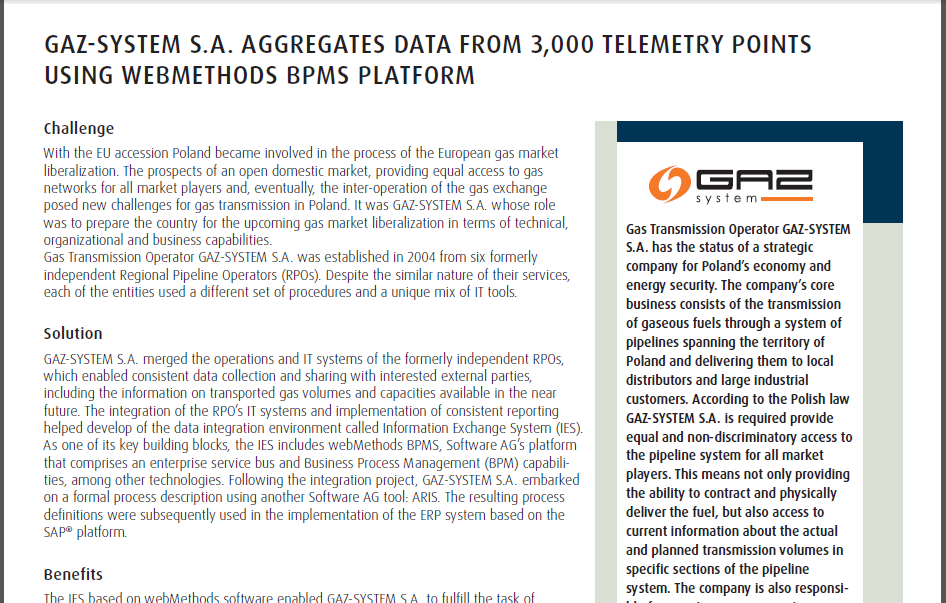 GAZ-SYSTEM S.A. AGGREGATES DATA FROM 3,000 TELEMETRY POINTS
USING WEBMETHODS BPMS PLATFORM
Challenge
With the EU accession Poland became involved in the process of the European gas market
liberalization. The prospects of an open domestic market, providing equal access to gas
networks for all market players and, eventually, the inter-operation of the gas exchange
posed new challenges for gas transmission in Poland. It was GAZ-SYSTEM S.A. whose role
was to prepare the country for the upcoming gas market liberalization in terms of technical,
organizational and business capabilities.
Gas Transmission Operator GAZ-SYSTEM S.A. was established in 2004 from six formerly
independent Regional Pipeline Operators (RPOs). Despite the similar nature of their services,
each of the entities used a different set of procedures and a unique mix of IT tools.
Solution
GAZ-SYSTEM S.A. merged the operations and IT systems of the formerly independent RPOs,
which enabled consistent data collection and sharing with interested external parties,
including the information on transported gas volumes and capacities available in the near
future. The integration of the RPO's IT systems and implementation of consistent reporting
helped develop of the data integration environment called Information Exchange System (IES).
As one of its key building blocks, the IES includes webMethods BPMS, Software AG's platform
that comprises an enterprise service bus and Business Process Management (BPM) capabili-
ties, among other technologies. Following the integration project, GAZ-SYSTEM S.A. embarked
on a formal process description using another Software AG tool: ARIS. The resulting process
definitions were subsequently used in the implementation of the ERP system based on the
SAP® platform.
Benefits
The IES based on webMethods software enabled GAZ-SYSTEM S.A. to fulfill the task of
GAZ
system
Gas Transmission Operator GAZ-SYSTEM
S.A. has the status of a strategic
company for Poland's economy and
energy security. The company's core
business consists of the transmission
of gaseous fuels through a system of
pipelines spanning the territory of
Poland and delivering them to local
distributors and large industrial
customers. According to the Polish law
GAZ-SYSTEM S.A. is required provide
equal and non-discriminatory access to
the pipeline system for all market
players. This means not only providing
the ability to contract and physically
deliver the fuel, but also access to
current information about the actual
and planned transmission volumes in
specific sections of the pipeline
system. The company is also responsi-